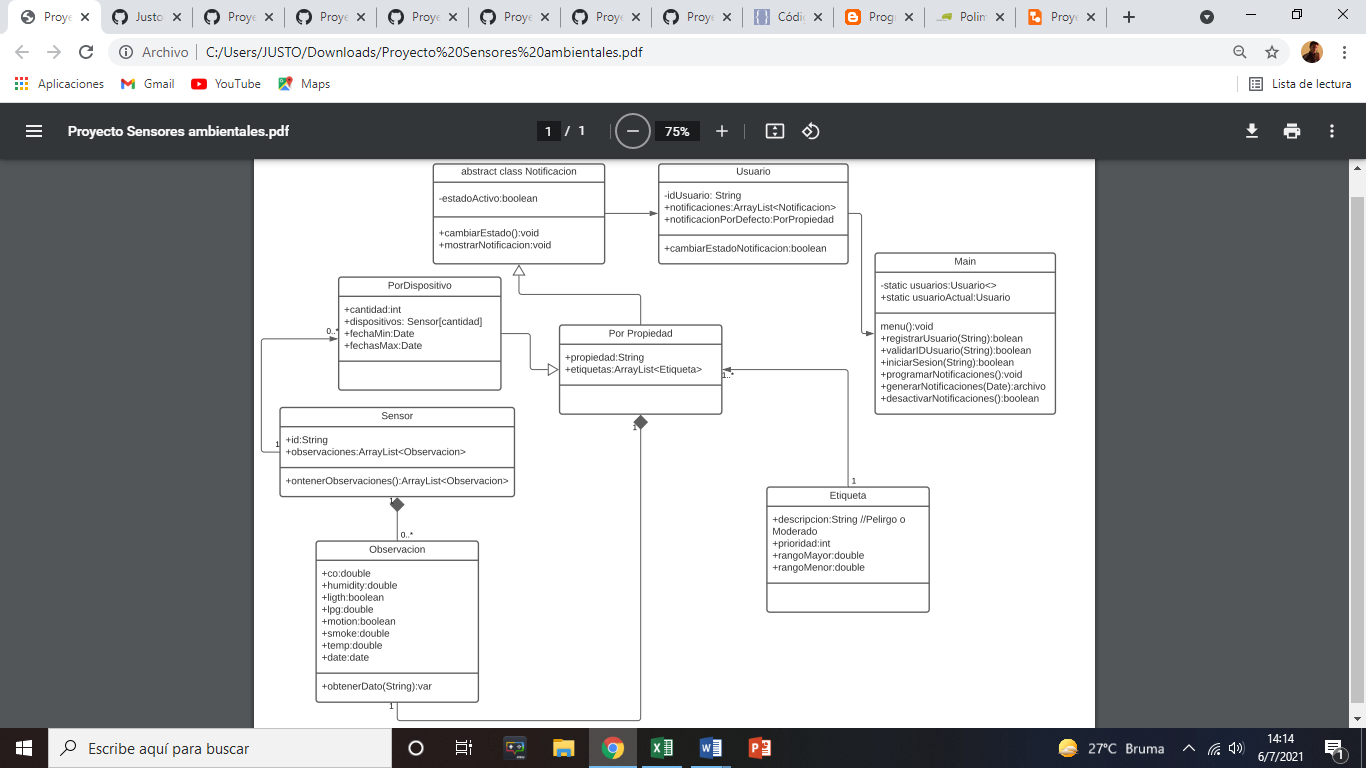 Proye
Justo
Proye
Proye
Proye
Proye
Proye
Proye
Códi
Prog
Polim
Proye
Archivo
C:/Users/JUSTO/Downloads/Proyecto%20Sensores%20ambientales.pdf
Aplicaciones
Gmail
YouTube
Maps
Lista de lectura
Proyecto Sensores ambientales.pdf
1 / 1
75%
abstract class Notificacion
-estadoActivo:boolean
+cambiarEstado():void
+mostrarNotificacion:void
Usuario
-idUsuario: String
+notificaciones:ArrayList<Notificacion>
+notificacionPorDefecto:PorPropiedad
+cambiarEstadoNotificacion:boolean
Main
-static usuarios:Usuario<>
+static usuarioActual:Usuario
menu():void
+registrarUsuario(String):bolean
+validarIDUsuario(String):boolean
+iniciarSesion(String):boolean
+programarNotificaciones():void
+generarNotificaciones(Date):archivo
+desactivarNotificaciones():boolean
PorDispositivo
+cantidad:int
+dispositivos: Sensor[cantidad]
+fechaMin:Date
+fechasMax:Date
0..*
Por Propiedad
+propiedad:String
+etiquetas:ArrayList<Etiqueta>
1..*
1
Sensor
+id:String
+observaciones:ArrayList<Observacion>
+ontenerObservaciones():ArrayList<Observacion>
1
1
0..*
Etiqueta
+descripcion:String //Pelirgo o
Moderado
+prioridad:int
+rangoMayor:double
+rangoMenor:double
1
Observacion
+co:double
+humidity:double
+ligth:boolean
+lpg:double
+motion:boolean
+smoke:double
+temp:double
+date:date
+obtenerDato(String):var
1
Escribe aquí para buscar
27°C Bruma
14:14
6/7/2021
1